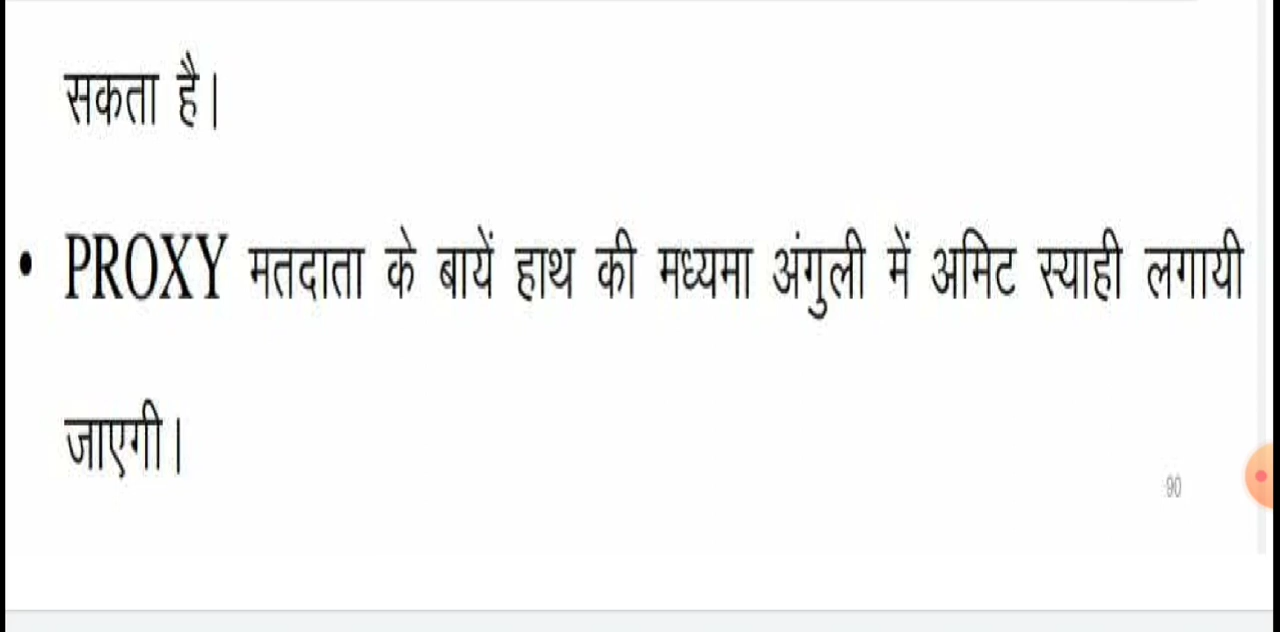 सकता है।
• PROXY मतदाता के बायें हाथ की मध्यमा अंगुली में अमिट स्याही लगायी
जाएगी।
90